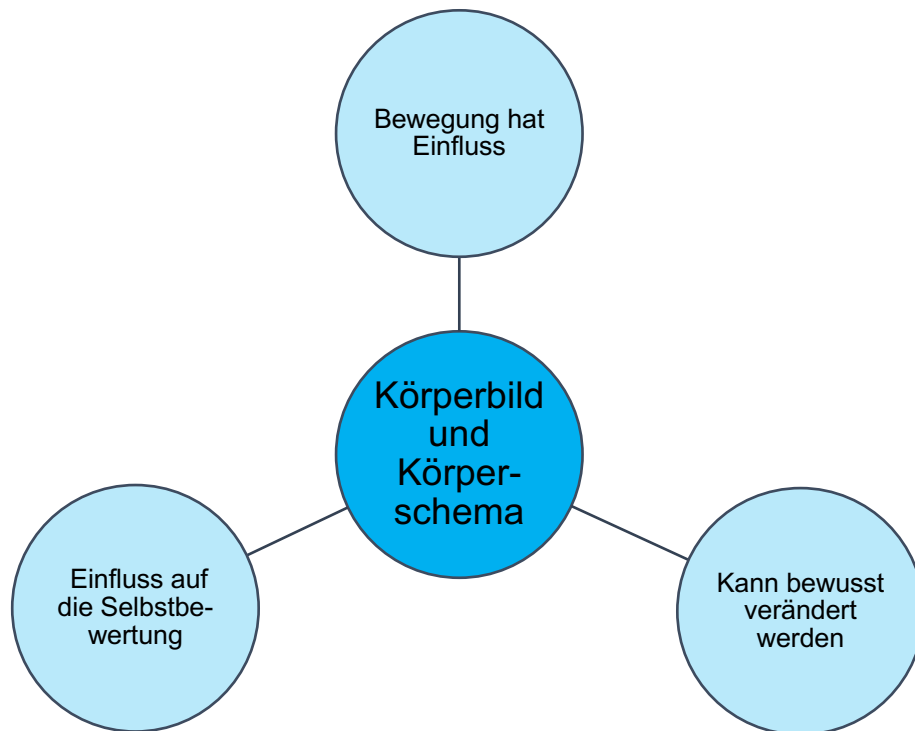 Bewegung hat
Einfluss
Körperbild
und
Körper-
schema
Einfluss auf
die Selbstbe-
wertung
Kann bewusst
verändert
werden